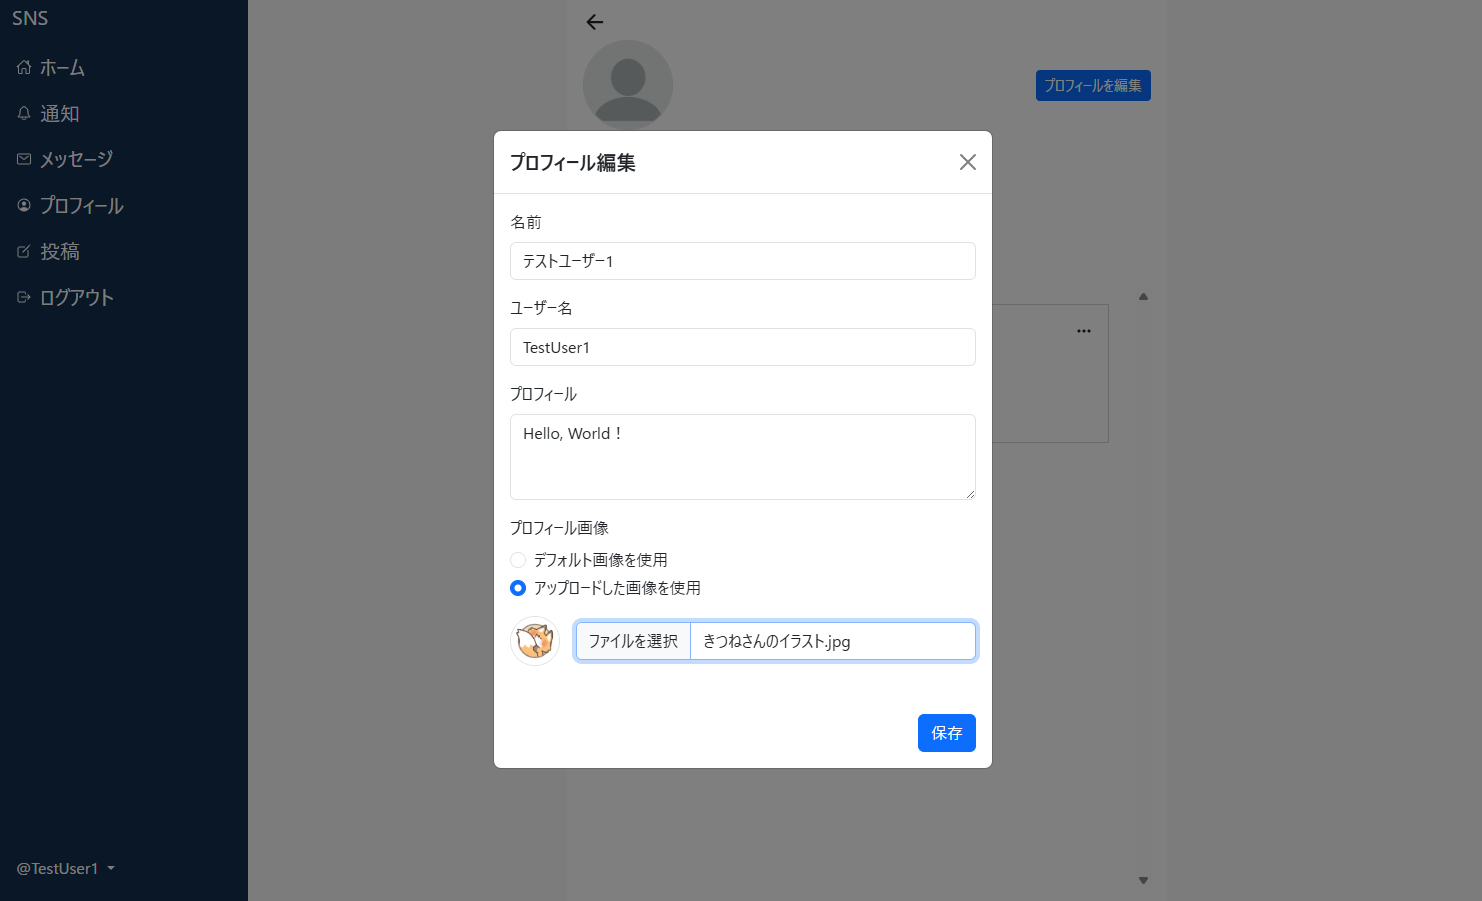 SNS
ホーム
通知
メッセージ
プロフィール
投稿
ログアウト
@TestUser1
プロフィールを編集
プロフィール編集
名前
テストユーザー1
ユーザー名
TestUser1
プロフィール
Hello, World！
プロフィール画像
デフォルト画像を使用
アップロードした画像を使用
ファイルを選択 きつねさんのイラスト.jpg
保存